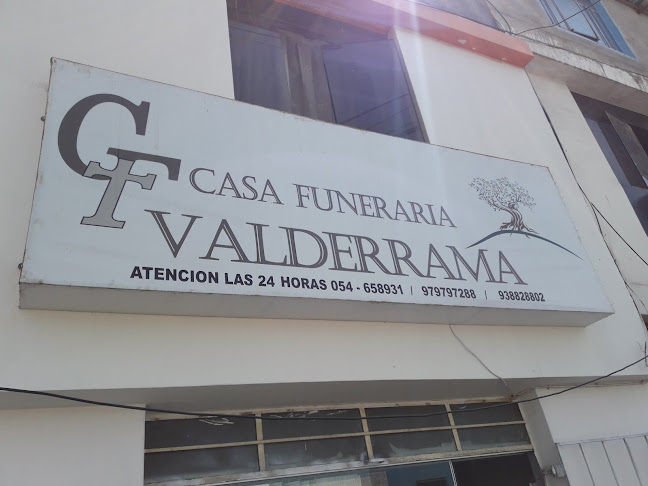 CF
CASA FUNERARIA
VALDERRAMA
ATENCION LAS 24 HORAS 054 - 658931 | 979797288 | 938828802